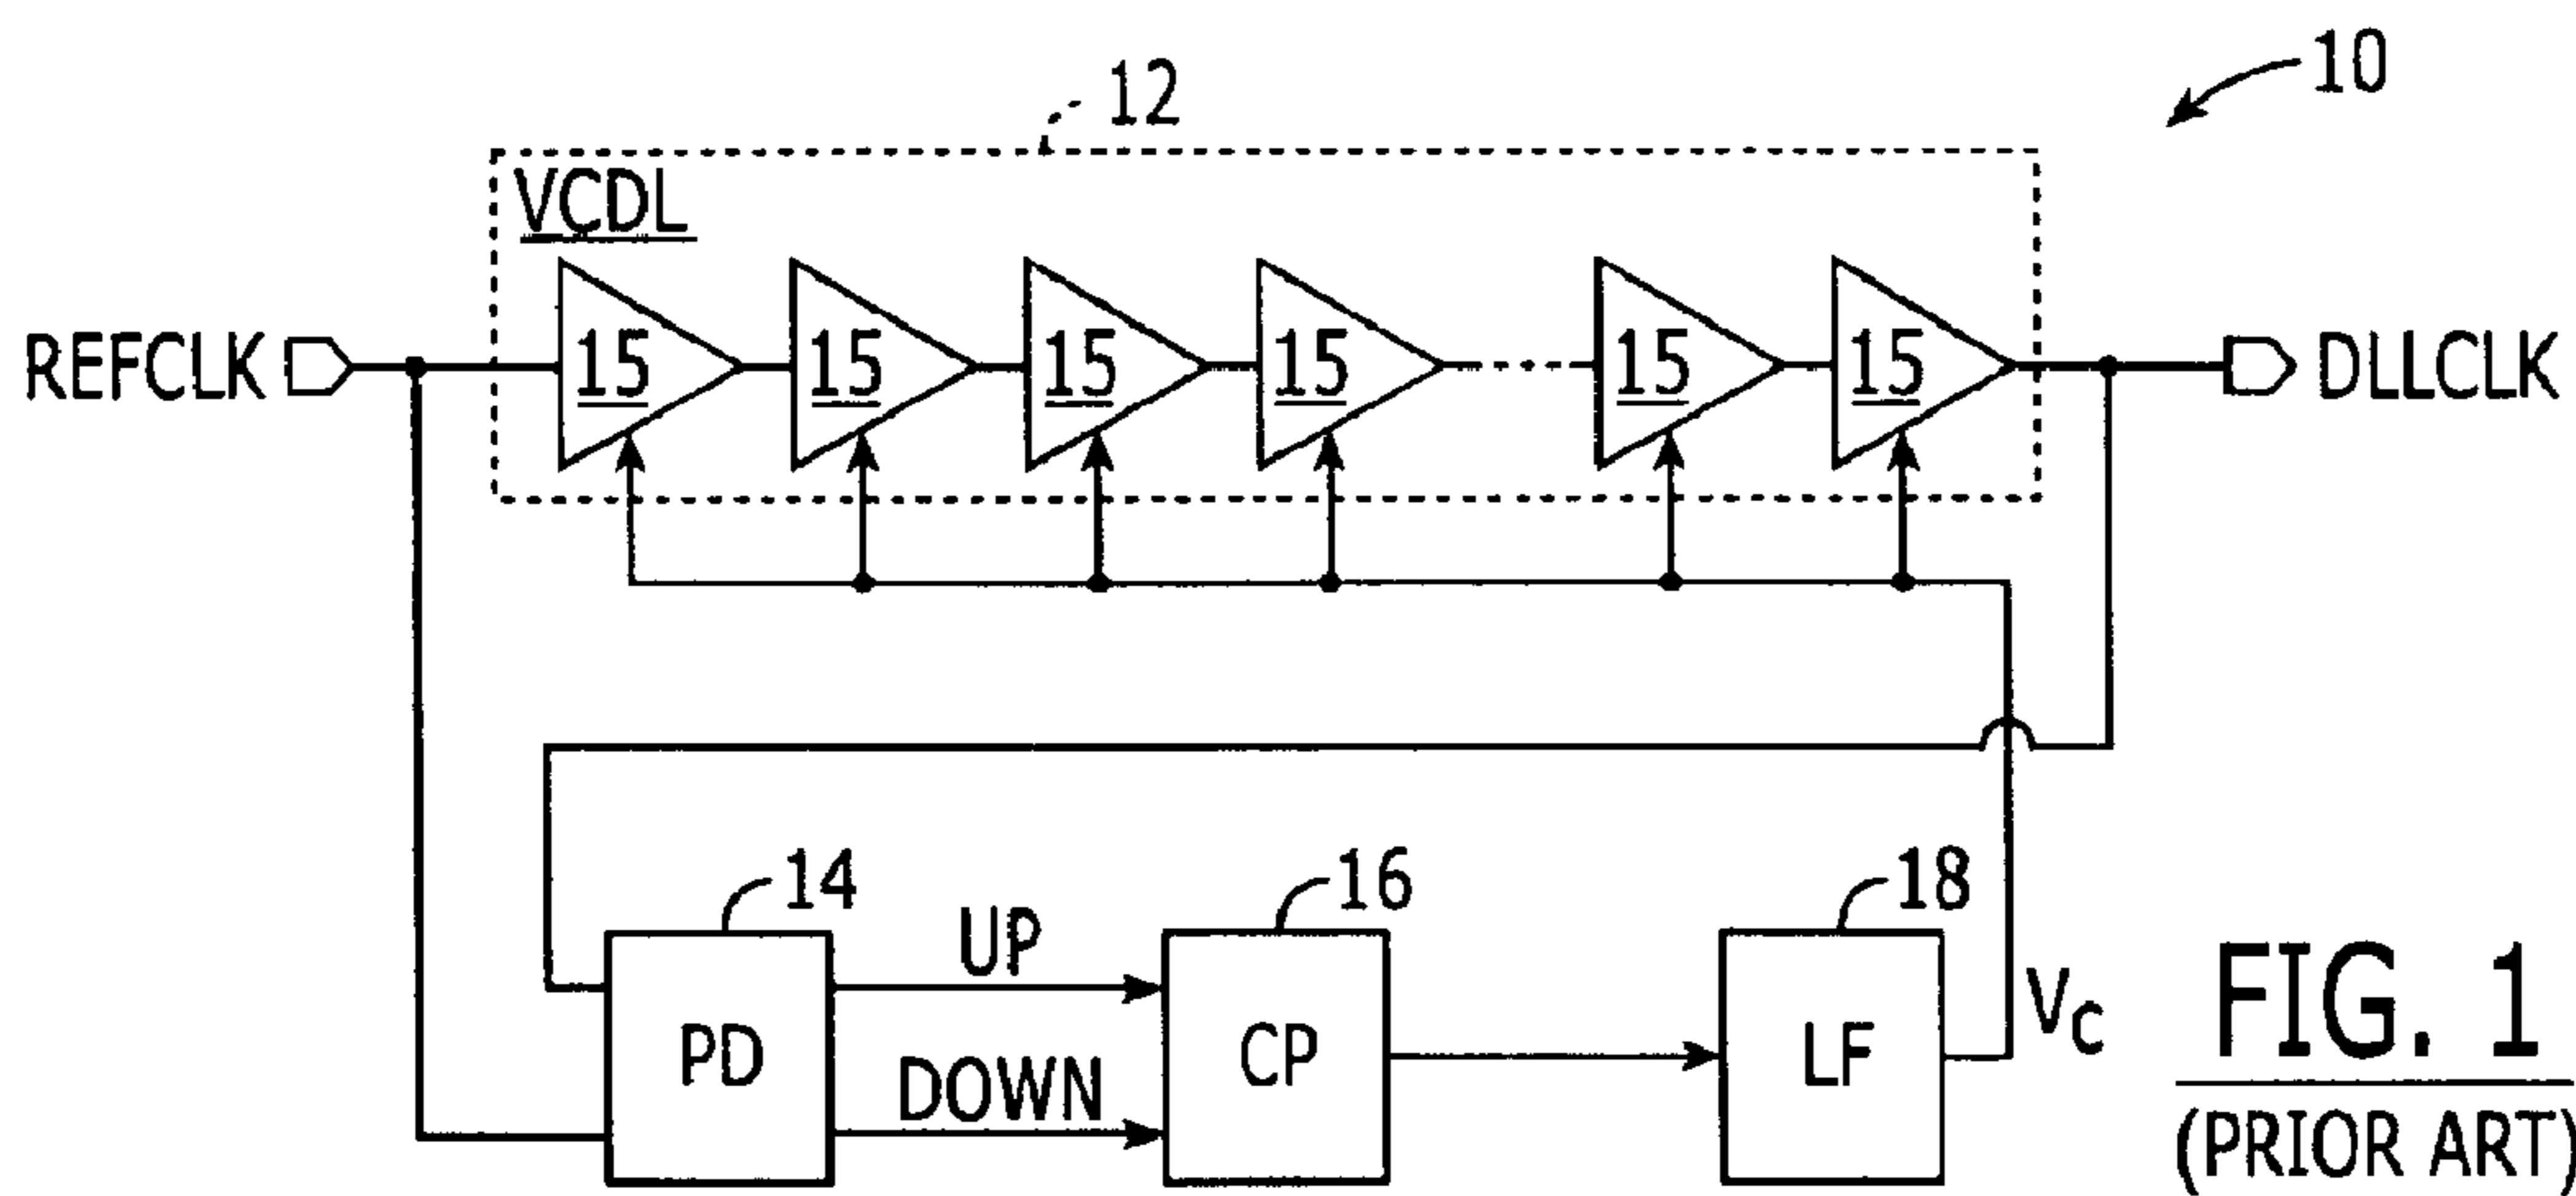 10
12
VCDL
REFCLK 15 15 15 15 15 15 DLLCLK
14 16 18
UP
PD CP LF
DOWN
VC
FIG. 1
(PRIOR ART)